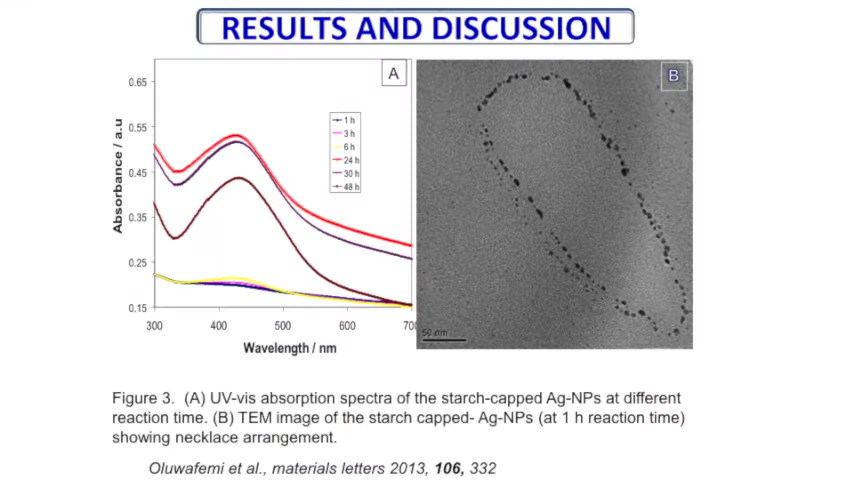 RESULTS AND DISCUSSION
A
B
0.65
0.55
0.45
0.35
0.25
0.15
Absorbance / a.u
1 h
3 h
6 h
24 h
30 h
48 h
300 400 500 600 700
Wavelength / nm
50 nm
Figure 3. (A) UV-vis absorption spectra of the starch-capped Ag-NPs at different
reaction time. (B) TEM image of the starch capped- Ag-NPs (at 1 h reaction time)
showing necklace arrangement.
Oluwafemi et al., materials letters 2013, 106, 332